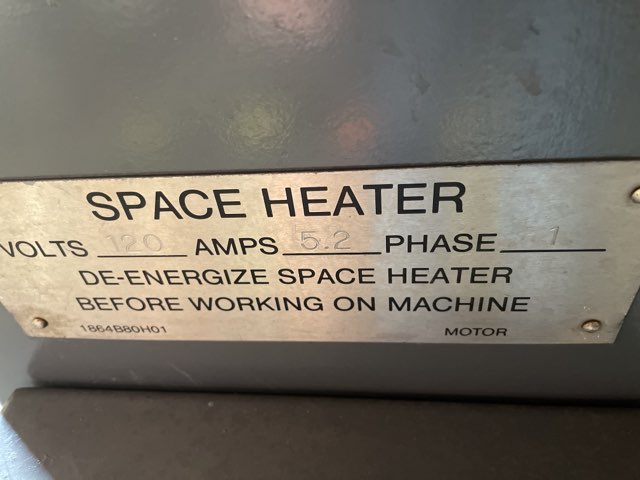 SPACE HEATER
VOLTS 120 AMPS 5.2 PHASE 1
DE-ENERGIZE SPACE HEATER
BEFORE WORKING ON MACHINE
1864B80H01 MOTOR